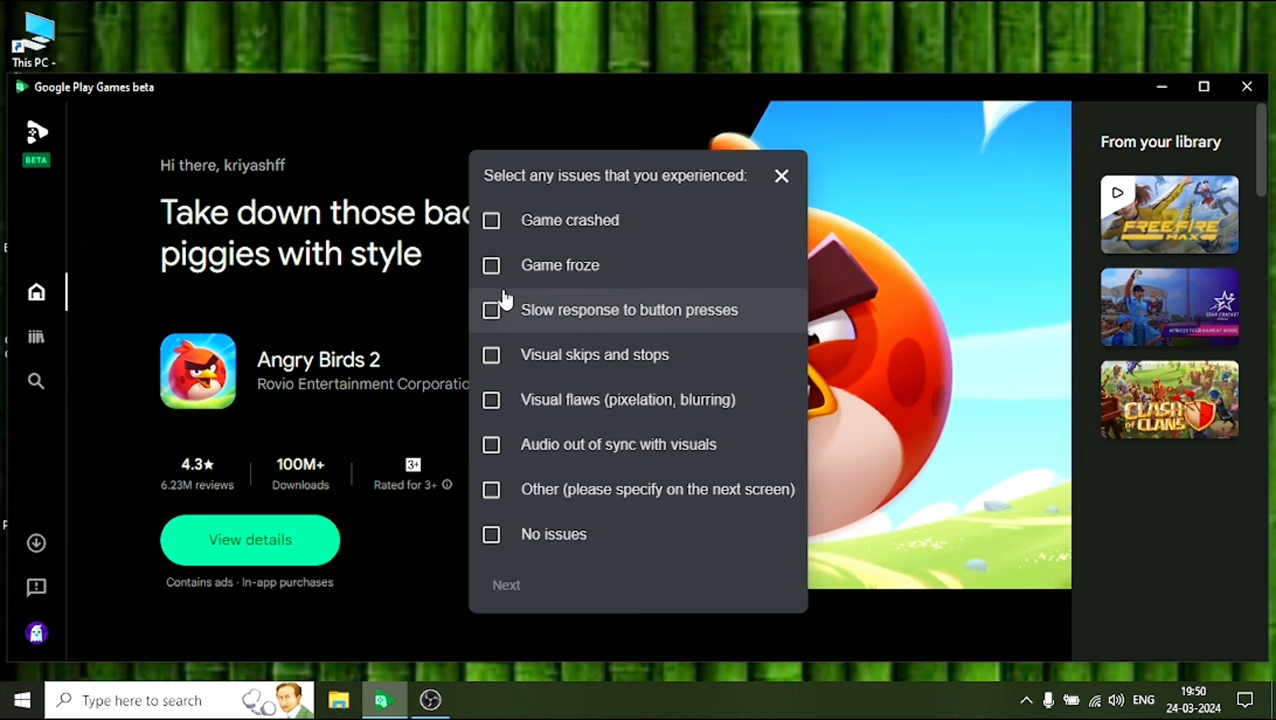 This PC -
Google Play Games beta
BETA
Hi there, kriyashff
Take down those bad
piggies with style
Angry Birds 2
Rovio Entertainment Corporatio
4.3★
6.23M reviews
100M+
Downloads
3+
Rated for 3+
View details
Contains ads · In-app purchases
Select any issues that you experienced:
Game crashed
Game froze
Slow response to button presses
Visual skips and stops
Visual flaws (pixelation, blurring)
Audio out of sync with visuals
Other (please specify on the next screen)
No issues
Next
From your library
FREE FIRE
MAX
STAR CRICKET
CLASH
OF CLANS
Type here to search
ENG
19:50
24-03-2024